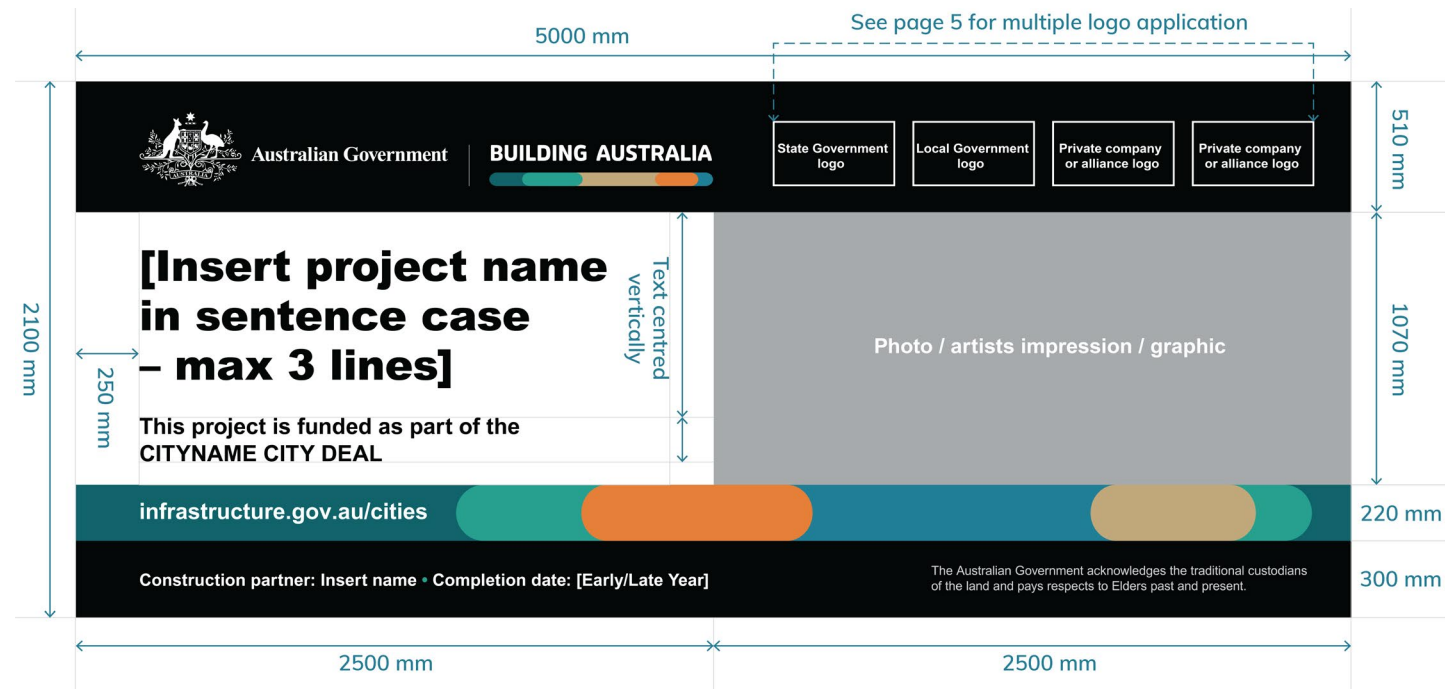 See page 5 for multiple logo application
5000 mm
Australian Government
BUILDING AUSTRALIA
State Government
logo
Local Government
logo
Private company
or alliance logo
Private company
or alliance logo
510 mm
AUSTRALIA
2100 mm
[Insert project name
in sentence case
– max 3 lines]
Text centred
vertically
250 mm
This project is funded as part of the
CITYNAME CITY DEAL
Photo / artists impression / graphic
1070 mm
infrastructure.gov.au/cities
220 mm
Construction partner: Insert name • Completion date: [Early/Late Year]
The Australian Government acknowledges the traditional custodians
of the land and pays respects to Elders past and present.
300 mm
2500 mm
2500 mm